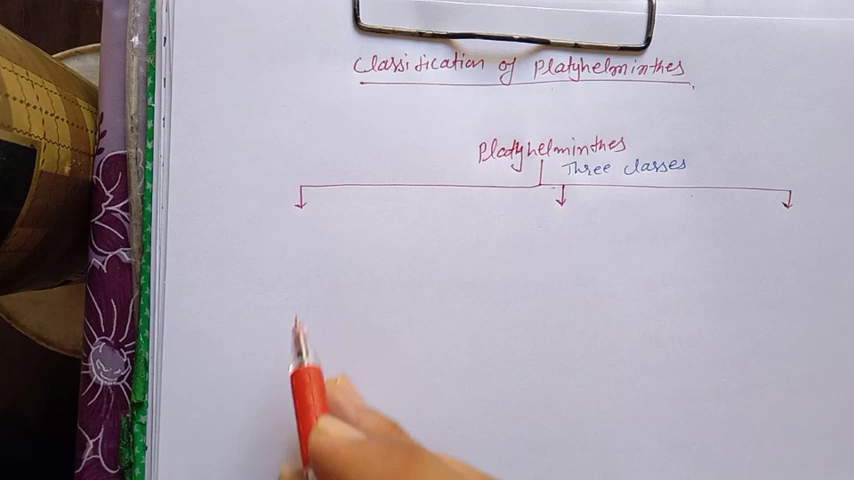 Classification of Platyhelminthes
Platyhelminthes
Three classes